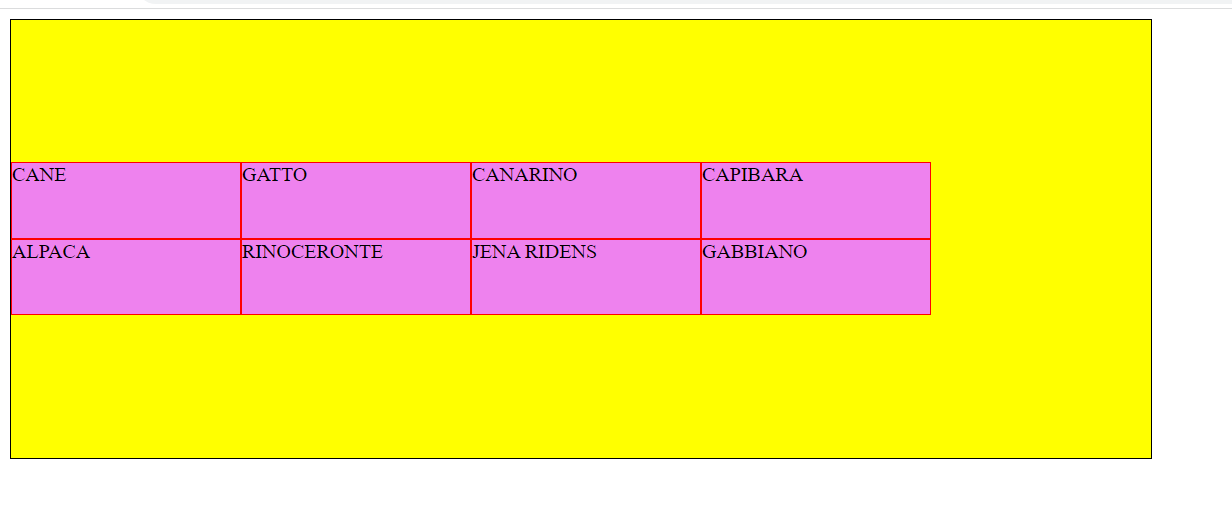 CANE GATTO CANARINO CAPIBARA
ALPACA RINOCERONTE JENA RIDENS GABBIANO